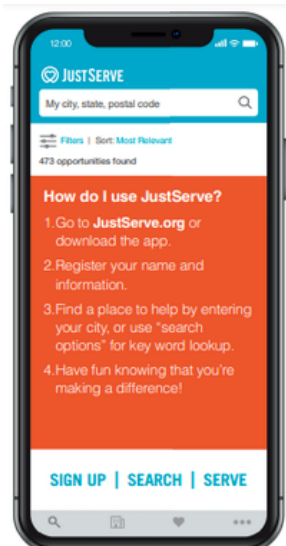 12:00
JUSTSERVE
My city, state, postal code
Filters | Sort: Most Relevant
473 opportunities found
How do I use JustServe?
1.Go to JustServe.org or
download the app.
2.Register your name and
information.
3.Find a place to help by entering
your city, or use "search
options" for key word lookup.
4.Have fun knowing that you're
making a difference!
SIGN UP | SEARCH | SERVE